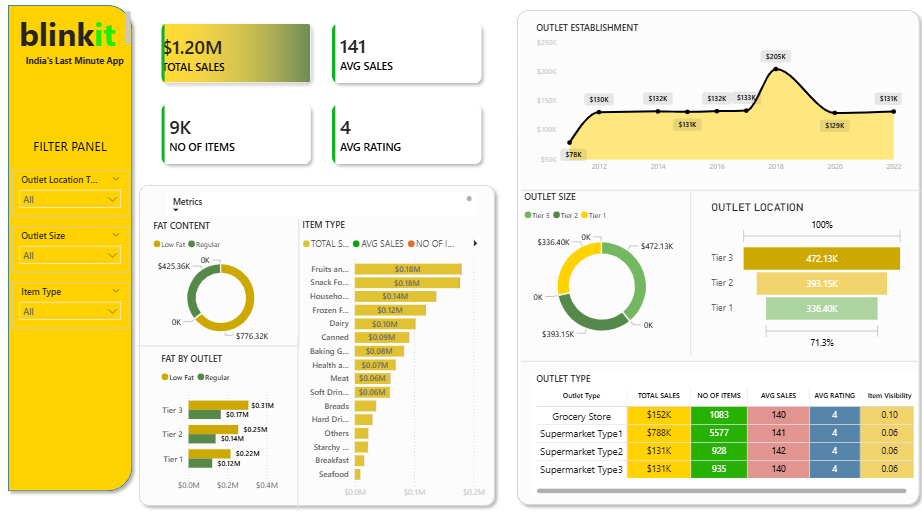 blinkit
India's Last Minute App
FILTER PANEL
Outlet Location T...
All
Outlet Size
All
Item Type
All
$1.20M
TOTAL SALES
141
AVG SALES
9K
NO OF ITEMS
4
AVG RATING
Metrics
FAT CONTENT
Low Fat Regular
0K
$425.36K
0K
$776.32K
FAT BY OUTLET
Low Fat Regular
Tier 3 $0.31M
$0.17M
Tier 2 $0.25M
$0.14M
Tier 1 $0.22M
$0.12M
$0.0M $0.2M $0.4M
ITEM TYPE
TOTAL S... AVG SALES NO OF I...
Fruits an... $0.18M
Snack Fo... $0.18M
Househo... $0.14M
Frozen F... $0.12M
Dairy $0.10M
Canned $0.09M
Baking G... $0.08M
Health a... $0.07M
Meat $0.06M
Soft Drin... $0.06M
Breads
Hard Dri...
Others
Starchy ...
Breakfast
Seafood
$0.0M $0.1M $0.2M
OUTLET ESTABLISHMENT
$250K
$200K
$150K
$100K
$50K
$78K
$130K
$132K
$131K
$132K
$133K
$205K
$129K
$131K
2012 2014 2016 2018 2020 2022
OUTLET SIZE
Tier 3 Tier 2 Tier 1
0K
$336.40K
$472.13K
0K
0K
$393.15K
OUTLET LOCATION
100%
Tier 3 472.13K
Tier 2 393.15K
Tier 1 336.40K
71.3%
OUTLET TYPE
Outlet Type TOTAL SALES NO OF ITEMS AVG SALES AVG RATING Item Visibility
Grocery Store $152K 1083 140 4 0.10
Supermarket Type1 $788K 5577 141 4 0.06
Supermarket Type2 $131K 928 142 4 0.06
Supermarket Type3 $131K 935 140 4 0.06